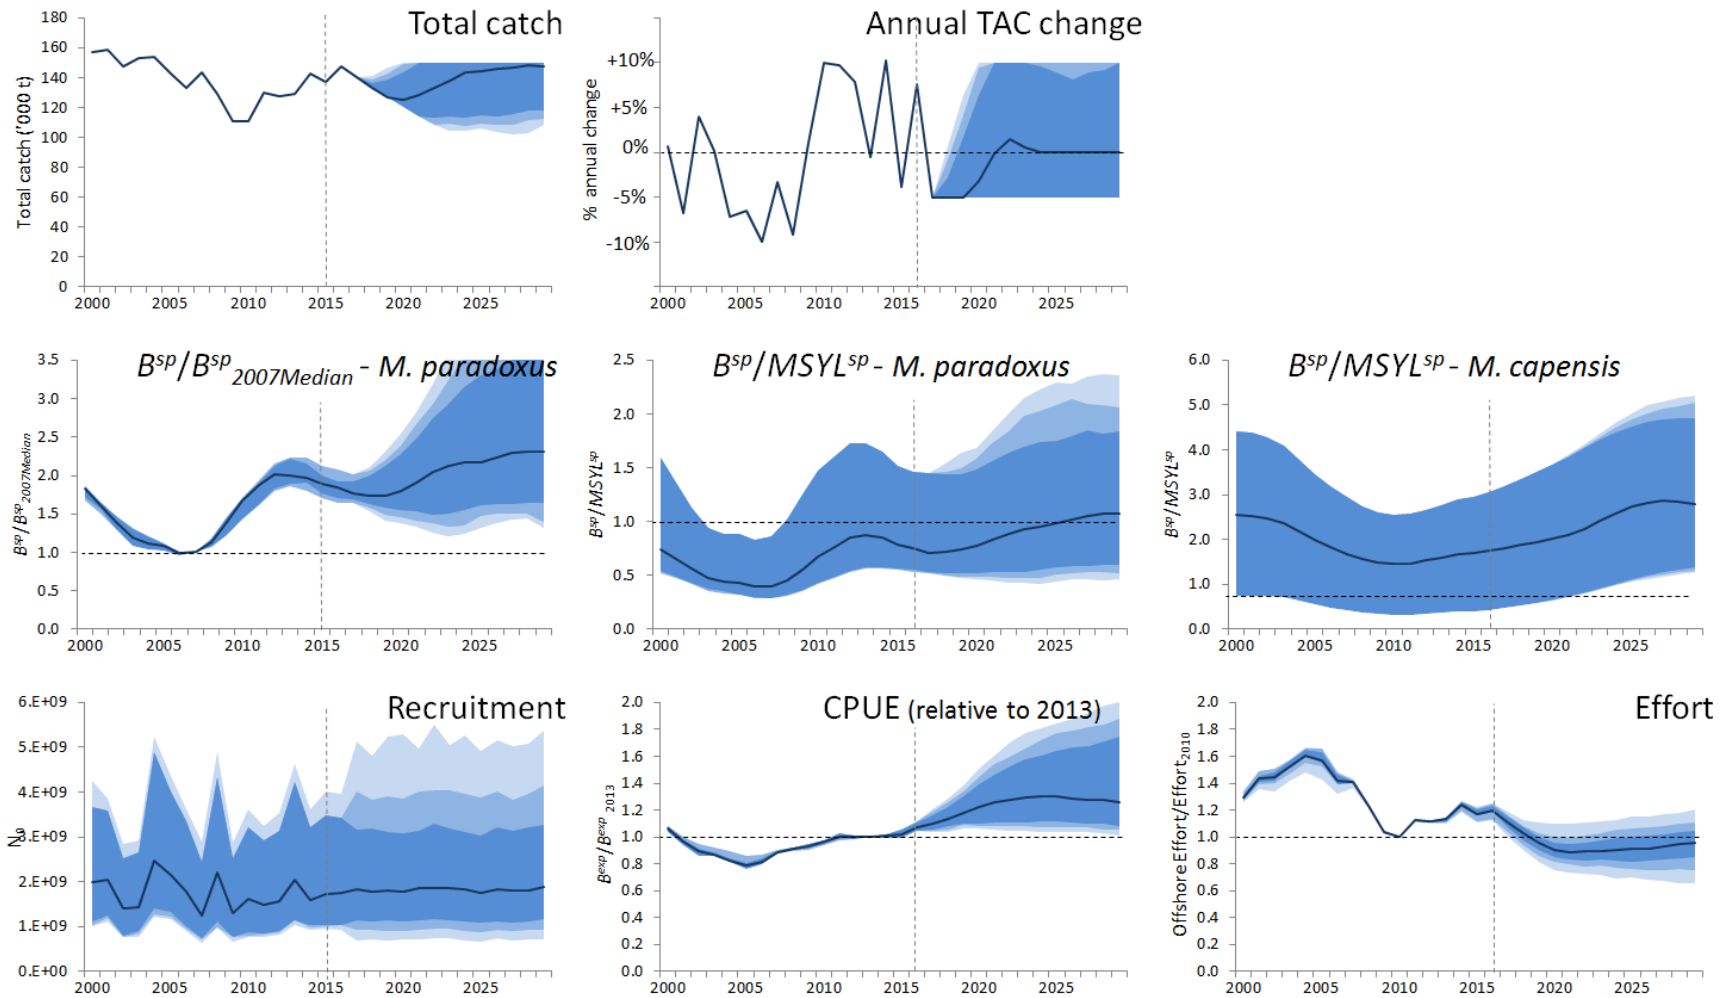 Total catch
Total catch ('000 t)
180
160
140
120
100
80
60
40
20
0
2000 2005 2010 2015 2020 2025
Annual TAC change
% annual change
+10%
+5%
0%
-5%
-10%
2000 2005 2010 2015 2020 2025
Bsp/Bsp2007Median - M. paradoxus
Bsp/Bsp2007Median
3.5
3.0
2.5
2.0
1.5
1.0
0.5
0.0
2000 2005 2010 2015 2020 2025
Bsp/MSYLsp - M. paradoxus
Bsp/MSYLsp
2.5
2.0
1.5
1.0
0.5
0.0
2000 2005 2010 2015 2020 2025
Bsp/MSYLsp - M. capensis
Bsp/MSYLsp
6.0
5.0
4.0
3.0
2.0
1.0
0.0
2000 2005 2010 2015 2020 2025
Recruitment
N
6.E+09
5.E+09
4.E+09
3.E+09
2.E+09
1.E+09
0.E+00
2000 2005 2010 2015 2020 2025
CPUE (relative to 2013)
Bexp/Bexp2013
2.0
1.8
1.6
1.4
1.2
1.0
0.8
0.6
0.4
0.2
0.0
2000 2005 2010 2015 2020 2025
Effort
Offshore Effort/Effort2010
2.0
1.8
1.6
1.4
1.2
1.0
0.8
0.6
0.4
0.2
0.0
2000 2005 2010 2015 2020 2025